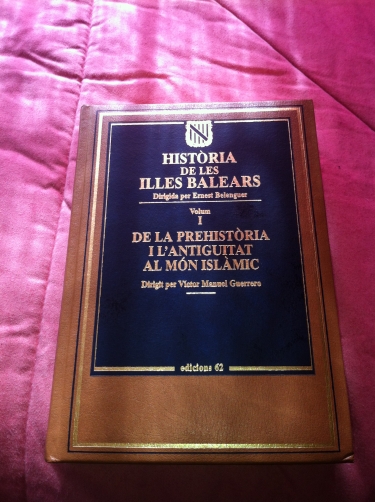 HISTÒRIA
DE LES
ILLES BALEARS
Dirigida per Ernest Belenguer
Volum
I
DE LA PREHISTÒRIA
I L'ANTIGUITAT
AL MÓN ISLÀMIC
Dirigit per Víctor Manuel Guerrero
edicions 62